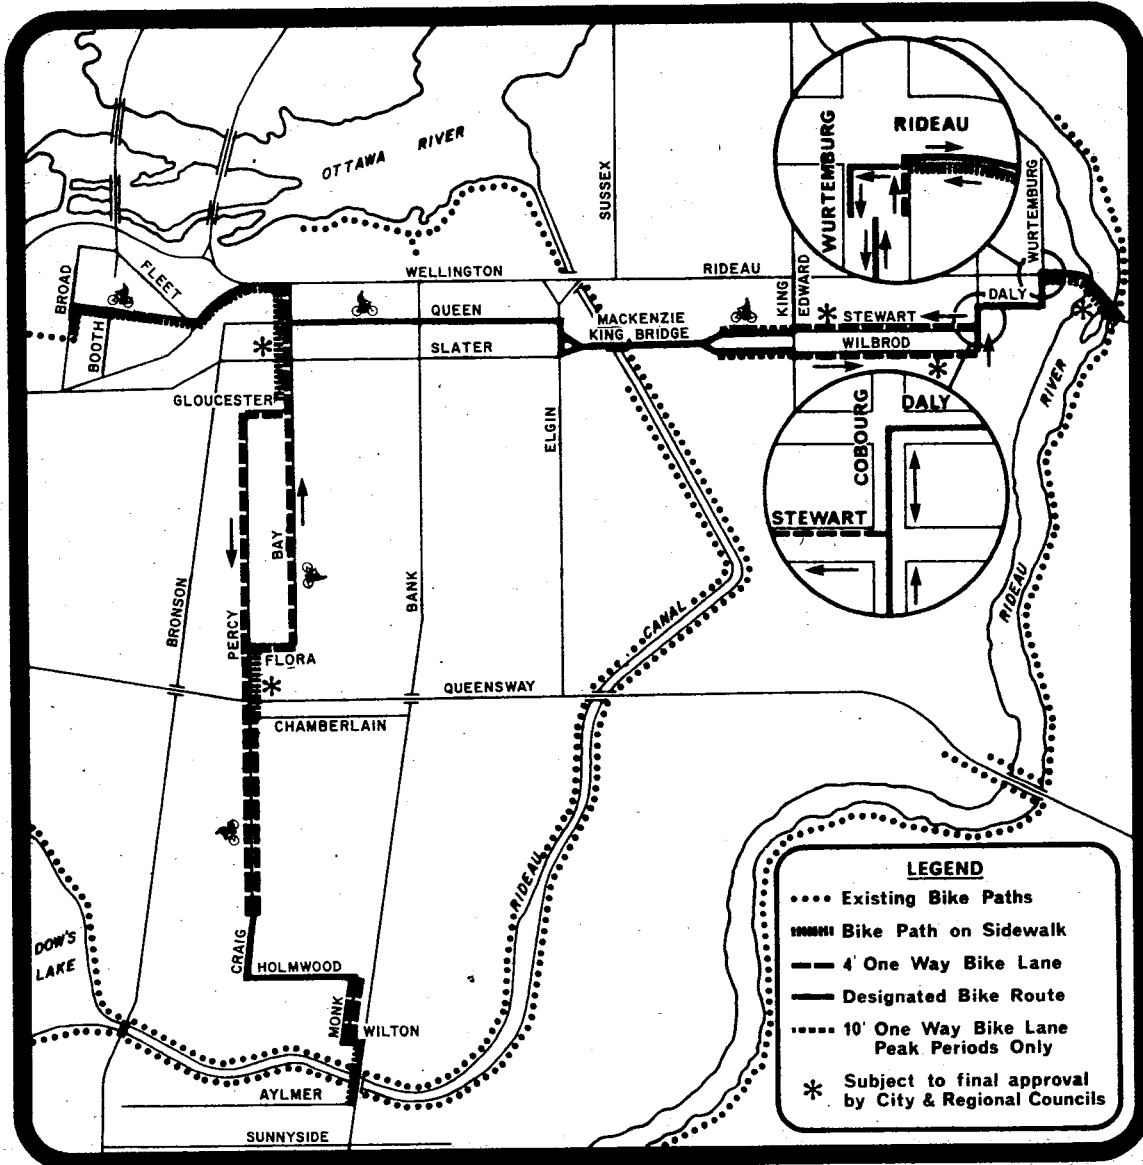 OTTAWA RIVER
SUSSEX
WURTEMBURG
RIDEAU
WURTEMBURG
BROAD
FLEET
BOOTH
WELLINGTON
RIDEAU
KING
EDWARD
DALY
QUEEN
MACKENZIE
KING BRIDGE
STEWART
SLATER
WILBROD
GLOUCESTER
ELGIN
RIVER
COBOURG
DALY
STEWART
BAY
BRONSON
PERCY
BANK
FLORA
CANAL
RIDEAU
QUEENSWAY
CHAMBERLAIN
RIDEAU
DOW'S
LAKE
CRAIG
HOLMWOOD
MONK
WILTON
AYLMER
SUNNYSIDE
LEGEND
Existing Bike Paths
Bike Path on Sidewalk
4' One Way Bike Lane
Designated Bike Route
10' One Way Bike Lane
Peak Periods Only
* Subject to final approval
by City & Regional Councils